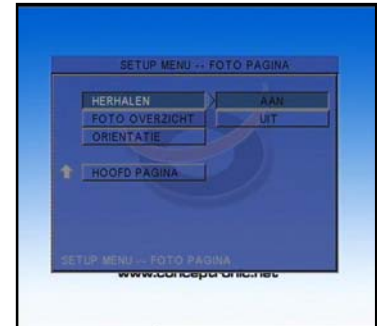 SETUP MENU -- FOTO PAGINA
HERHALEN AAN
FOTO OVERZICHT UIT
ORIENTATIE
HOOFD PAGINA
SETUP MENU -- FOTO PAGINA
www.conceptronic.net